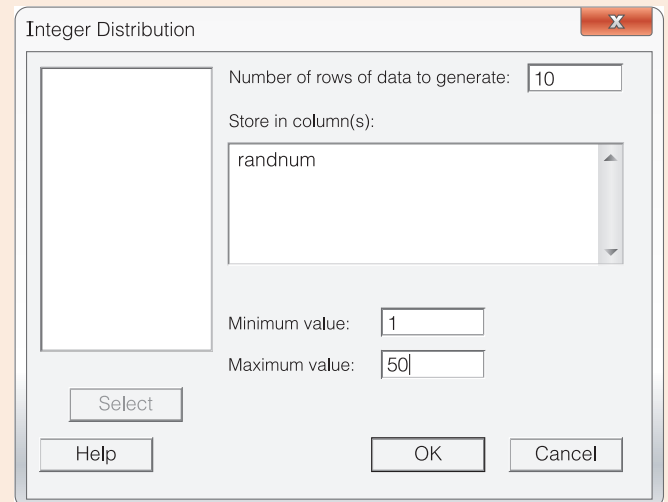 Integer Distribution
X
Number of rows of data to generate: 10
Store in column(s):
randnum
Minimum value: 1
Maximum value: 50
Select
Help OK Cancel